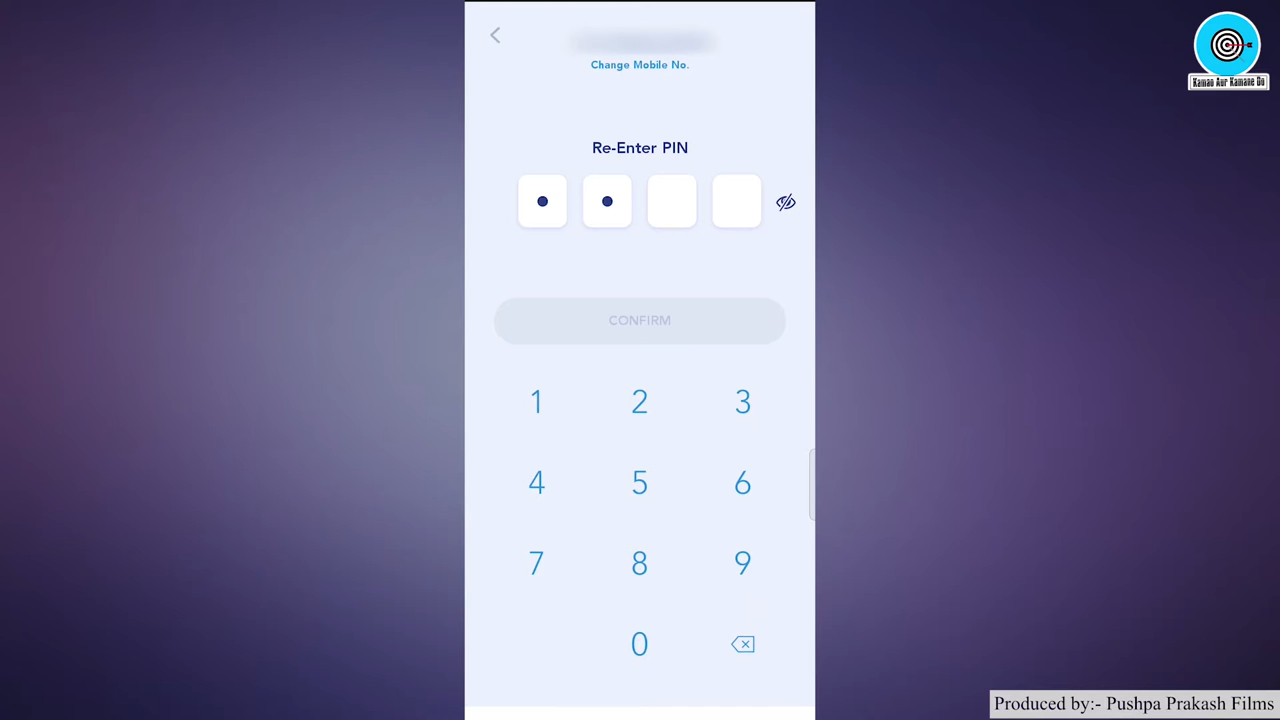 Kamao Aur Kamane Do
Change Mobile No.
Re-Enter PIN
CONFIRM
1 2 3
4 5 6
7 8 9
0
Produced by:- Pushpa Prakash Films